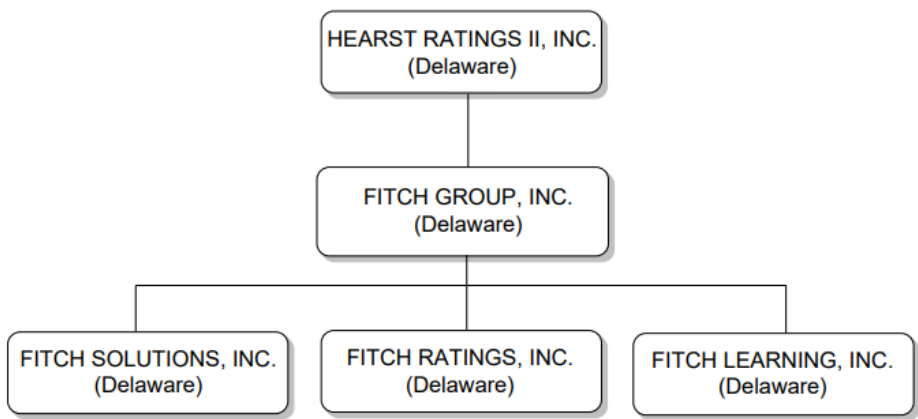 HEARST RATINGS II, INC.
(Delaware)
FITCH GROUP, INC.
(Delaware)
FITCH SOLUTIONS, INC.
(Delaware)
FITCH RATINGS, INC.
(Delaware)
FITCH LEARNING, INC.
(Delaware)